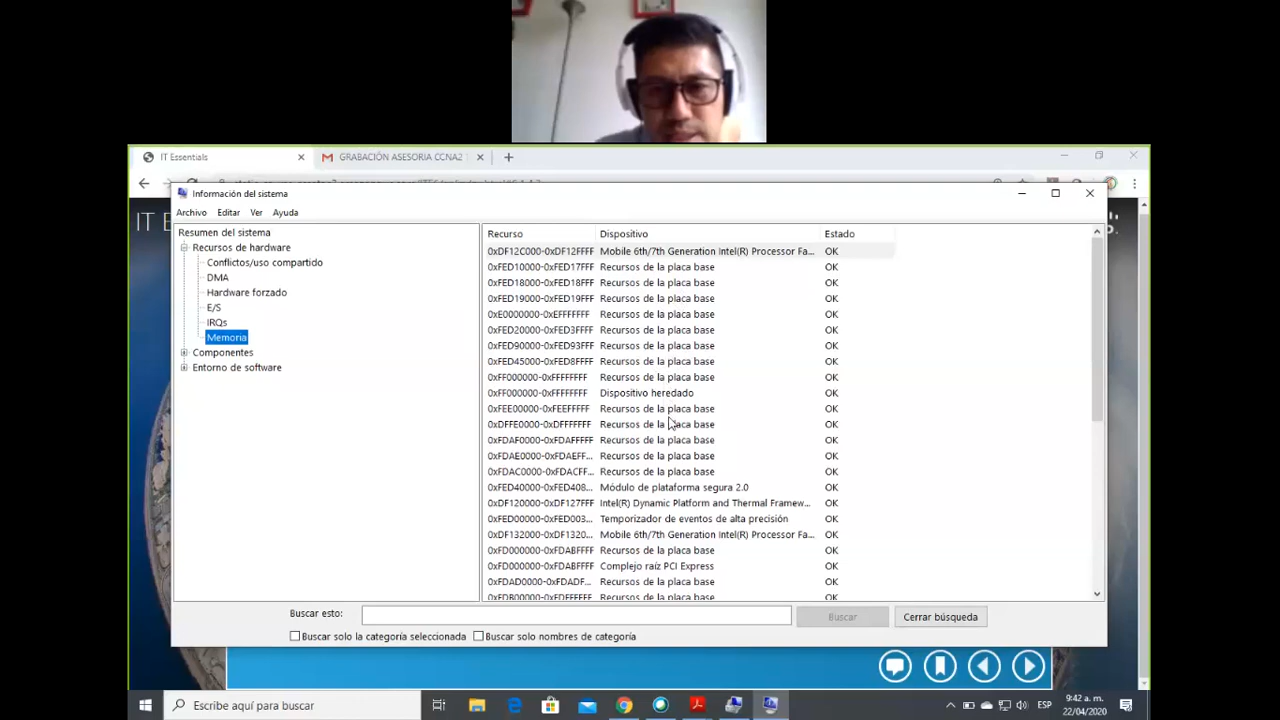 IT Essentials
GRABACIÓN ASESORIA CCNA2
IT E
Información del sistema
Archivo Editar Ver Ayuda
Resumen del sistema
Recursos de hardware
Conflictos/uso compartido
DMA
Hardware forzado
E/S
IRQs
Memoria
Componentes
Entorno de software
Recurso Dispositivo Estado
0xDF12C000-0xDF12FFFF Mobile 6th/7th Generation Intel(R) Processor Fa... OK
0xFED10000-0xFED17FFF Recursos de la placa base OK
0xFED18000-0xFED18FFF Recursos de la placa base OK
0xFED19000-0xFED19FFF Recursos de la placa base OK
0xE0000000-0xEFFFFFFF Recursos de la placa base OK
0xFED20000-0xFED3FFFF Recursos de la placa base OK
0xFED90000-0xFED93FFF Recursos de la placa base OK
0xFED45000-0xFED8FFFF Recursos de la placa base OK
0xFF000000-0xFFFFFFFF Recursos de la placa base OK
0xFF000000-0xFFFFFFFF Dispositivo heredado OK
0xFEE00000-0xFEEFFFFF Recursos de la placa base OK
0xDFFE0000-0xDFFFFFFF Recursos de la placa base OK
0xFDAF0000-0xFDAFFFFF Recursos de la placa base OK
0xFDAE0000-0xFDAEFF... Recursos de la placa base OK
0xFDAC0000-0xFDACFF... Recursos de la placa base OK
0xFED40000-0xFED408... Módulo de plataforma segura 2.0 OK
0xDF120000-0xDF127FFF Intel(R) Dynamic Platform and Thermal Framew... OK
0xFED00000-0xFED003... Temporizador de eventos de alta precisión OK
0xDF132000-0xDF1320... Mobile 6th/7th Generation Intel(R) Processor Fa... OK
0xFD000000-0xFDABFFFF Recursos de la placa base OK
0xFD000000-0xFDABFFFF Complejo raíz PCI Express OK
0xFDAD0000-0xFDADF... Recursos de la placa base OK
0xFDB00000-0xFDFFFFFF Recursos de la placa base OK
Buscar esto:
Buscar Cerrar búsqueda
Buscar solo la categoría seleccionada Buscar solo nombres de categoría
Escribe aquí para buscar
ESP
9:42 a. m.
22/04/2020